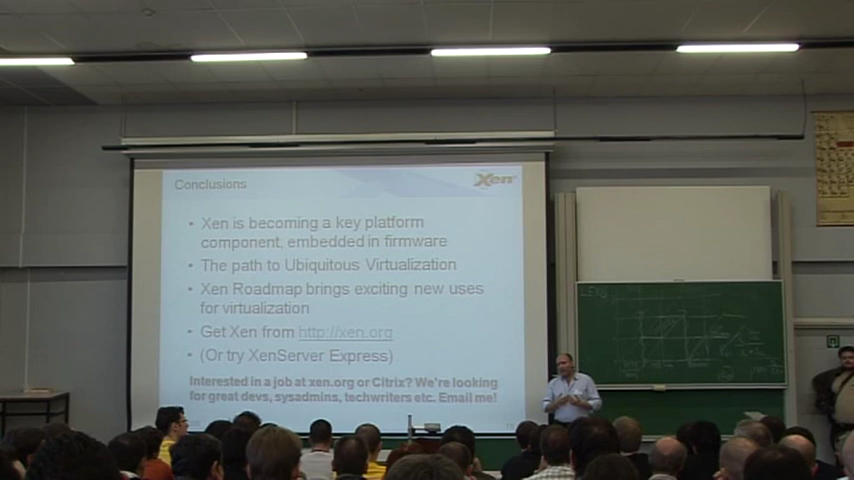 Conclusions
Xen
• Xen is becoming a key platform
component, embedded in firmware
• The path to Ubiquitous Virtualization
• Xen Roadmap brings exciting new uses
for virtualization
• Get Xen from http://xen.org
• (Or try XenServer Express)
Interested in a job at xen.org or Citrix? We're looking
for great devs, sysadmins, techwriters etc. Email me!